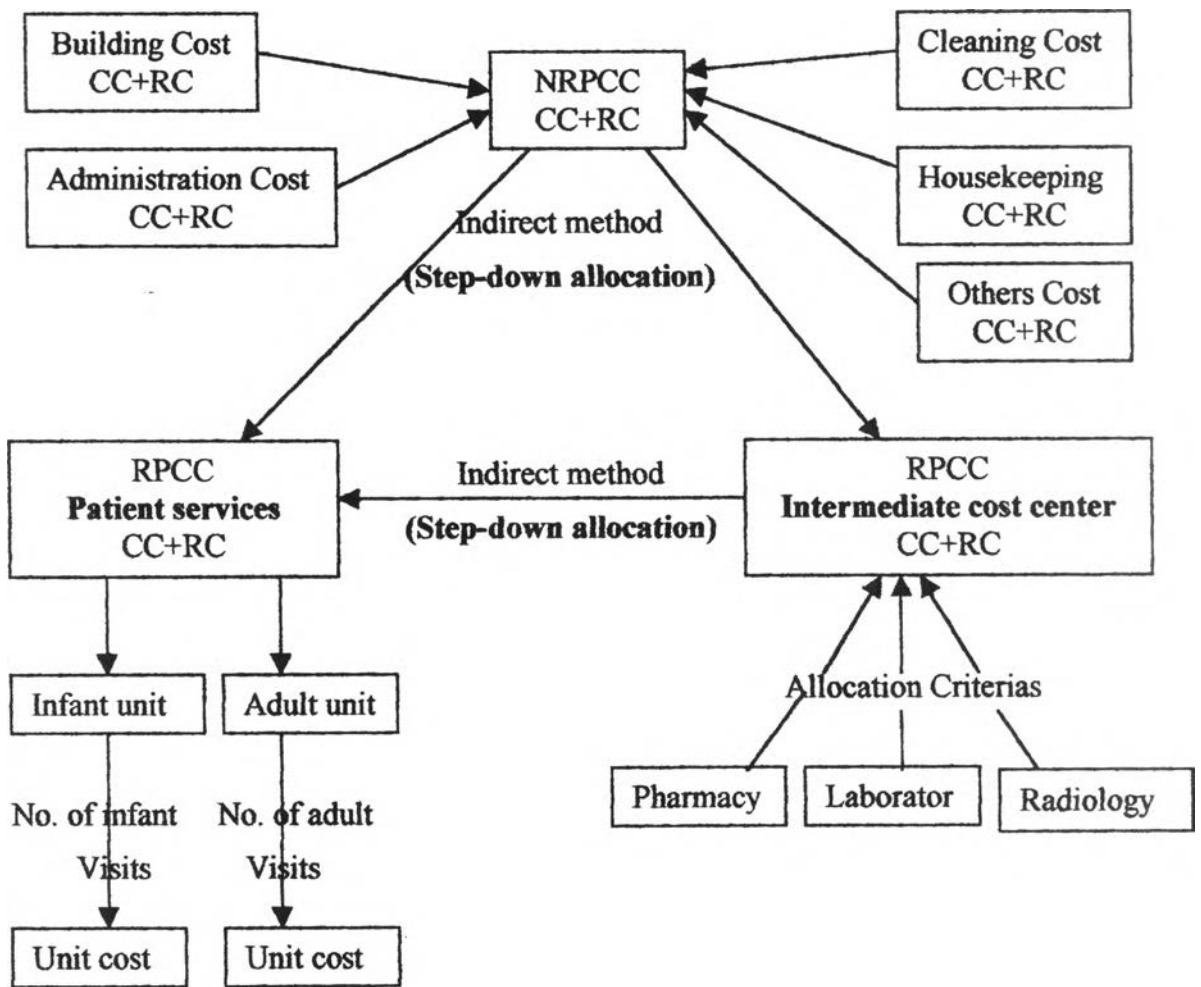 Building Cost
CC+RC
NRPCC
CC+RC
Cleaning Cost
CC+RC
Administration Cost
CC+RC
Housekeeping
CC+RC
Indirect method
(Step-down allocation)
Others Cost
CC+RC
RPCC
Patient services
CC+RC
Indirect method
(Step-down allocation)
RPCC
Intermediate cost center
CC+RC
Infant unit
Adult unit
Allocation Criterias
Pharmacy
Laborator
Radiology
No. of infant
Visits
No. of adult
Visits
Unit cost
Unit cost